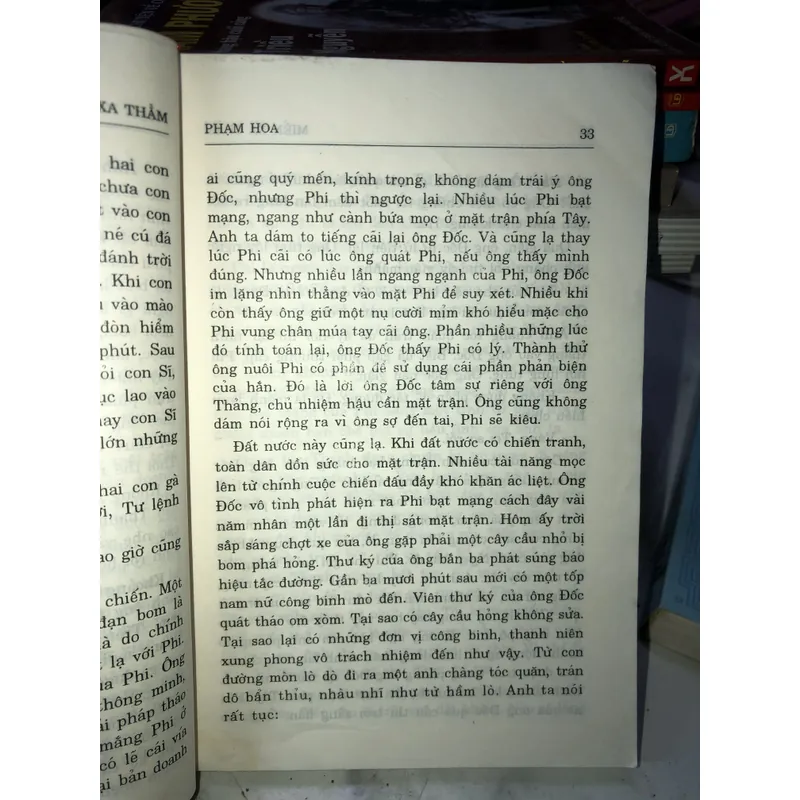 XA THẲM
hai con
chưa con
vào con
né cú đá
đánh trời
Khi con
vào mào
đòn hiểm
phút. Sau
con Sĩ,
lao vào
con Sĩ
lớn những
hai con gà
Tư lệnh
giờ cũng
chiến. Một
đạn bom là
do chính
lạ với Phi.
Phi. Ông
thông minh,
pháp tháo
mắng Phi ở
có lẽ cái vía
bản doanh
PHẠM HOA
33
ai cũng quý mến, kính trọng, không dám trái ý ông
Đốc, nhưng Phi thì ngược lại. Nhiều lúc Phi bạt
mạng, ngang như cành bứa mọc ở mặt trận phía Tây.
Anh ta dám to tiếng cãi lại ông Đốc. Và cũng lạ thay
lúc Phi cãi có lúc ông quát Phi, nếu ông thấy mình
đúng. Nhưng nhiều lần ngang ngạnh của Phi, ông Đốc
im lặng nhìn thẳng vào mặt Phi để suy xét. Nhiều khi
còn thấy ông giữ một nụ cười mỉm khó hiểu mặc cho
Phi vung chân múa tay cãi ông. Phần nhiều những lúc
đó tính toán lại, ông Đốc thấy Phi có lý. Thành thử
ông nuôi Phi có phần để sử dụng cái phần phản biện
của hắn. Đó là lời ông Đốc tâm sự riêng với ông
Thảng, chủ nhiệm hậu cần mặt trận. Ông cũng không
dám nói rộng ra vì ông sợ đến tai, Phi sẽ kiêu.
Đất nước này cũng lạ. Khi đất nước có chiến tranh,
toàn dân dồn sức cho mặt trận. Nhiều tài năng mọc
lên từ chính cuộc chiến đấu đầy khó khăn ác liệt. Ông
Đốc vô tình phát hiện ra Phi bạt mạng cách đây vài
năm nhân một lần đi thị sát mặt trận. Hôm ấy trời
sắp sáng chợt xe của ông gặp phải một cây cầu nhỏ bị
bom phá hỏng. Thư ký của ông bắn ba phát súng báo
hiệu tắc đường. Gần ba mươi phút sau mới có một tốp
nam nữ công binh mò đến. Viên thư ký của ông Đốc
quát tháo om xòm. Tại sao có cây cầu hỏng không sửa.
Tại sao lại có những đơn vị công binh, thanh niên
xung phong vô trách nhiệm đến như vậy. Từ con
đường mòn lò dò đi ra một anh chàng tóc quăn, trán
dô bẩn thỉu, nhàu nhĩ như từ hầm lò. Anh ta nói
rất tục: